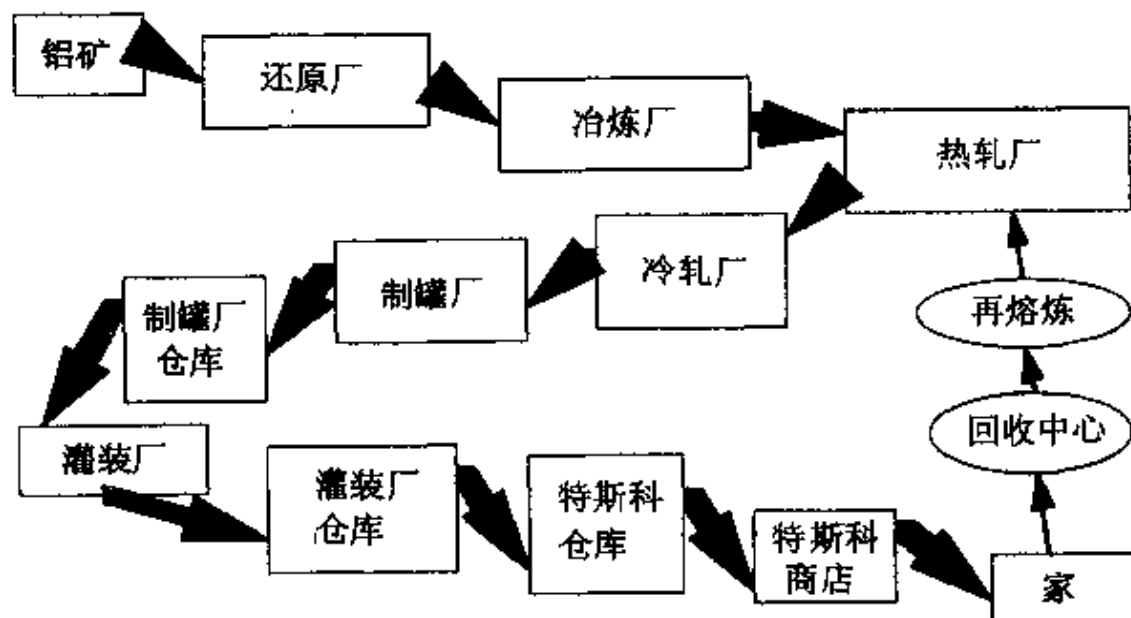 铝矿
还原厂
冶炼厂
热轧厂
冷轧厂
制罐厂
制罐厂
仓库
灌装厂
灌装厂
仓库
特斯科
仓库
特斯科
商店
家
回收中心
再熔炼